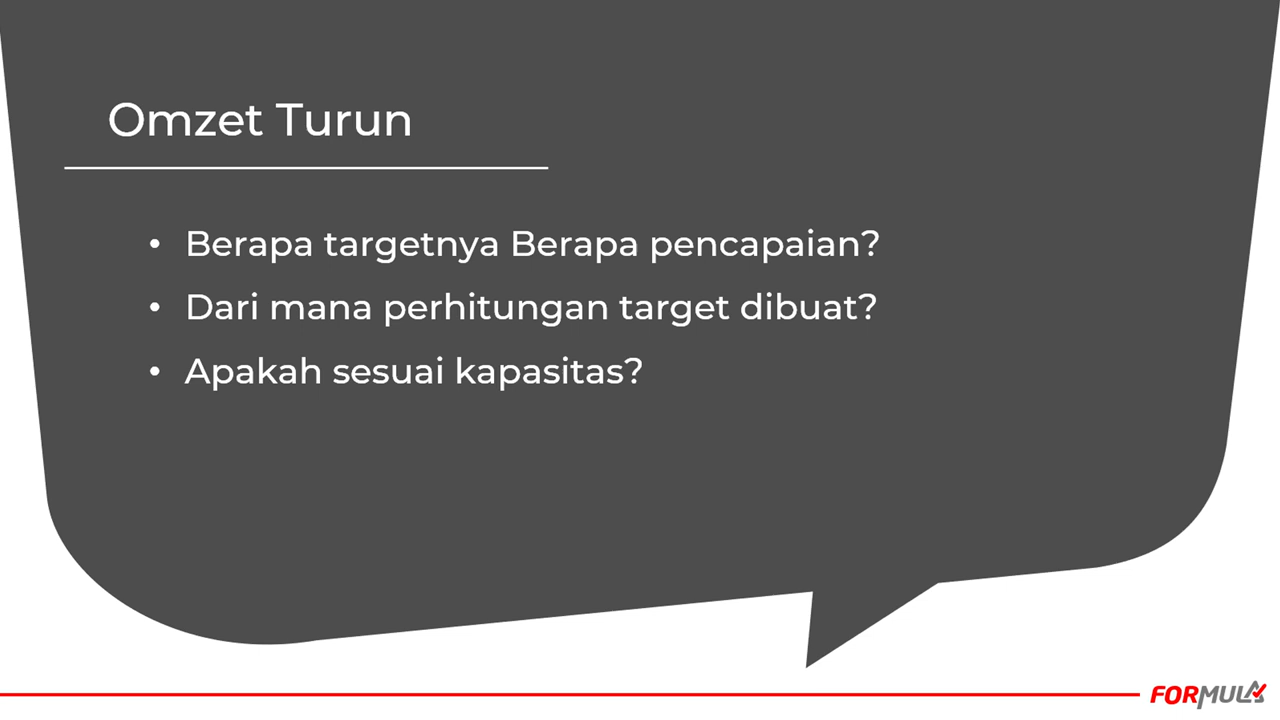 Omzet Turun
• Berapa targetnya Berapa pencapaian?
• Dari mana perhitungan target dibuat?
• Apakah sesuai kapasitas?
FORMULA